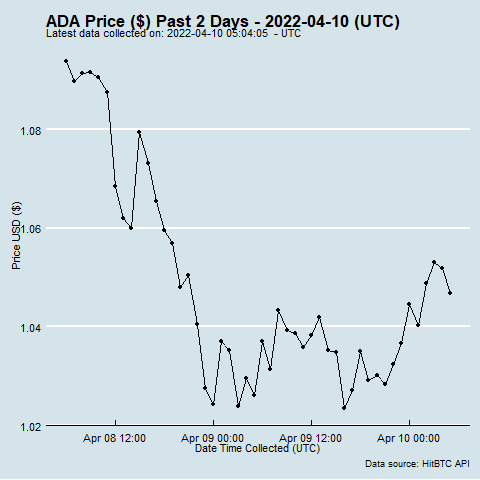 ADA Price ($) Past 2 Days - 2022-04-10 (UTC)
Latest data collected on: 2022-04-10 05:04:05 - UTC
1.08
1.06
1.04
1.02
Price USD ($)
Apr 08 12:00 Apr 09 00:00 Apr 09 12:00 Apr 10 00:00
Date Time Collected (UTC)
Data source: HitBTC API